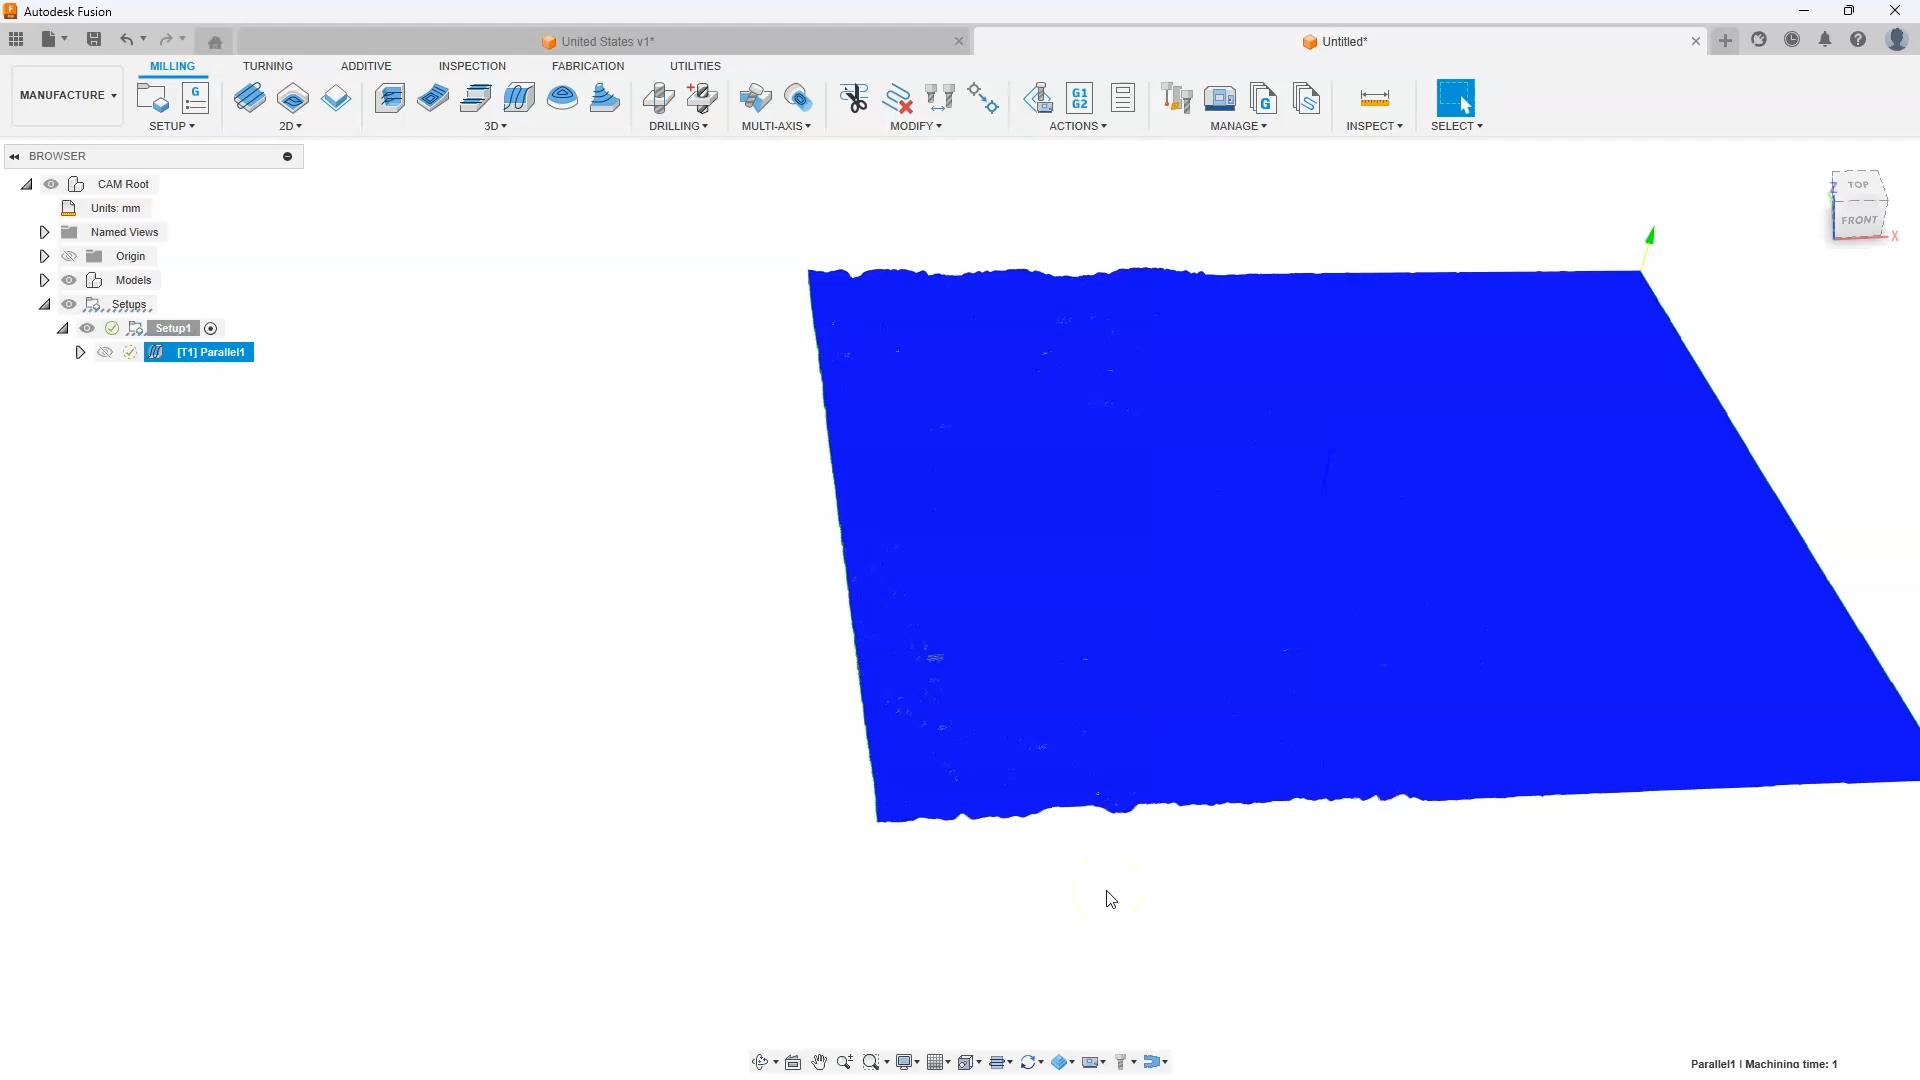 Autodesk Fusion
United States v1*
Untitled*
MANUFACTURE
MILLING
TURNING
ADDITIVE
INSPECTION
FABRICATION
UTILITIES
G
G1
G2
G
SETUP
2D
3D
DRILLING
MULTI-AXIS
MODIFY
ACTIONS
MANAGE
INSPECT
SELECT
BROWSER
CAM Root
Units: mm
Named Views
Origin
Models
Setups
Setup1
[T1] Parallel1
TOP
Z
FRONT
X
Parallel1 | Machining time: 1